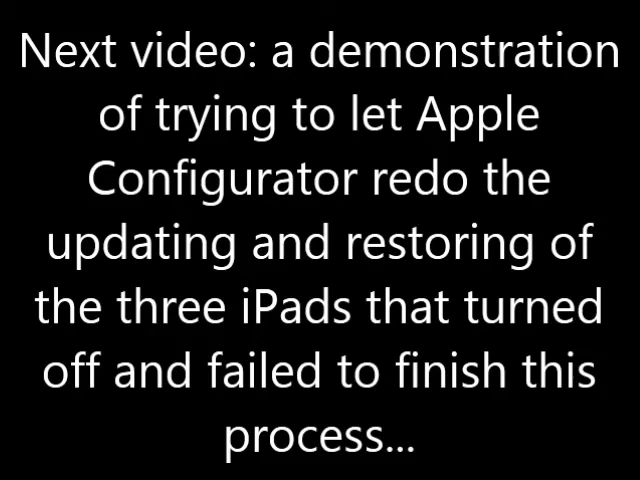 Next video: a demonstration
of trying to let Apple
Configurator redo the
updating and restoring of
the three iPads that turned
off and failed to finish this
process...